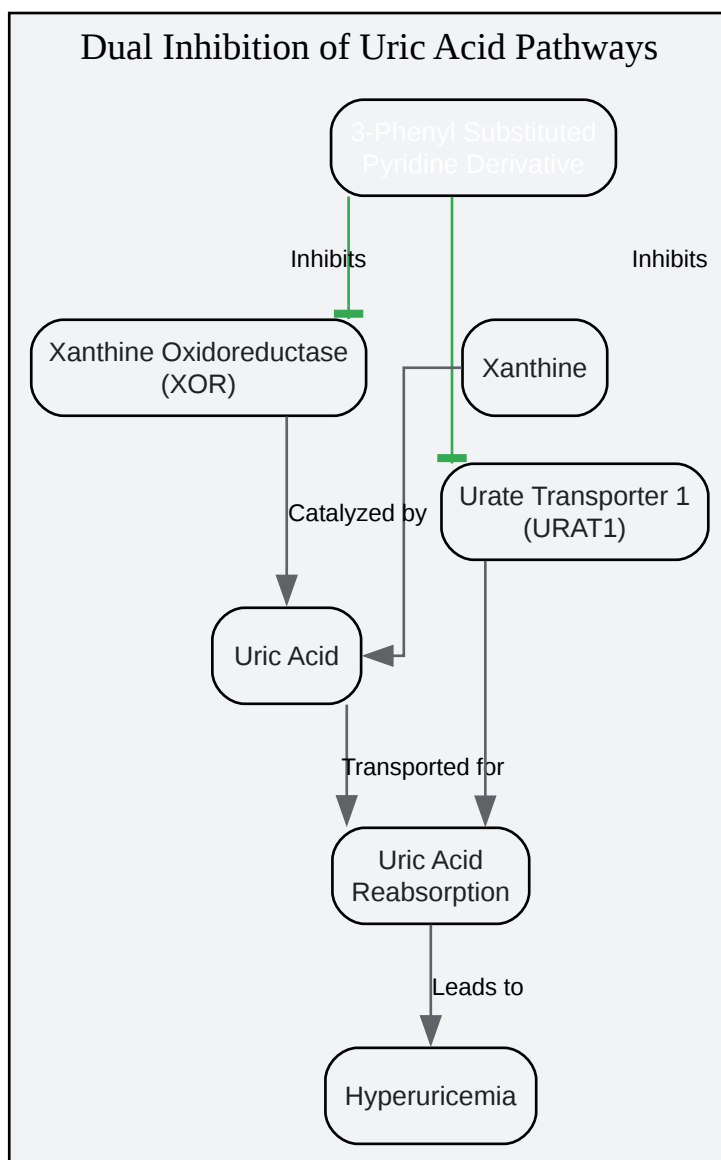 Dual Inhibition of Uric Acid Pathways
3-Phenyl Substituted
Pyridine Derivative
Inhibits
Inhibits
Xanthine Oxidoreductase
(XOR)
Xanthine
Urate Transporter 1
(URAT1)
Catalyzed by
Uric Acid
Transported for
Uric Acid
Reabsorption
Leads to
Hyperuricemia